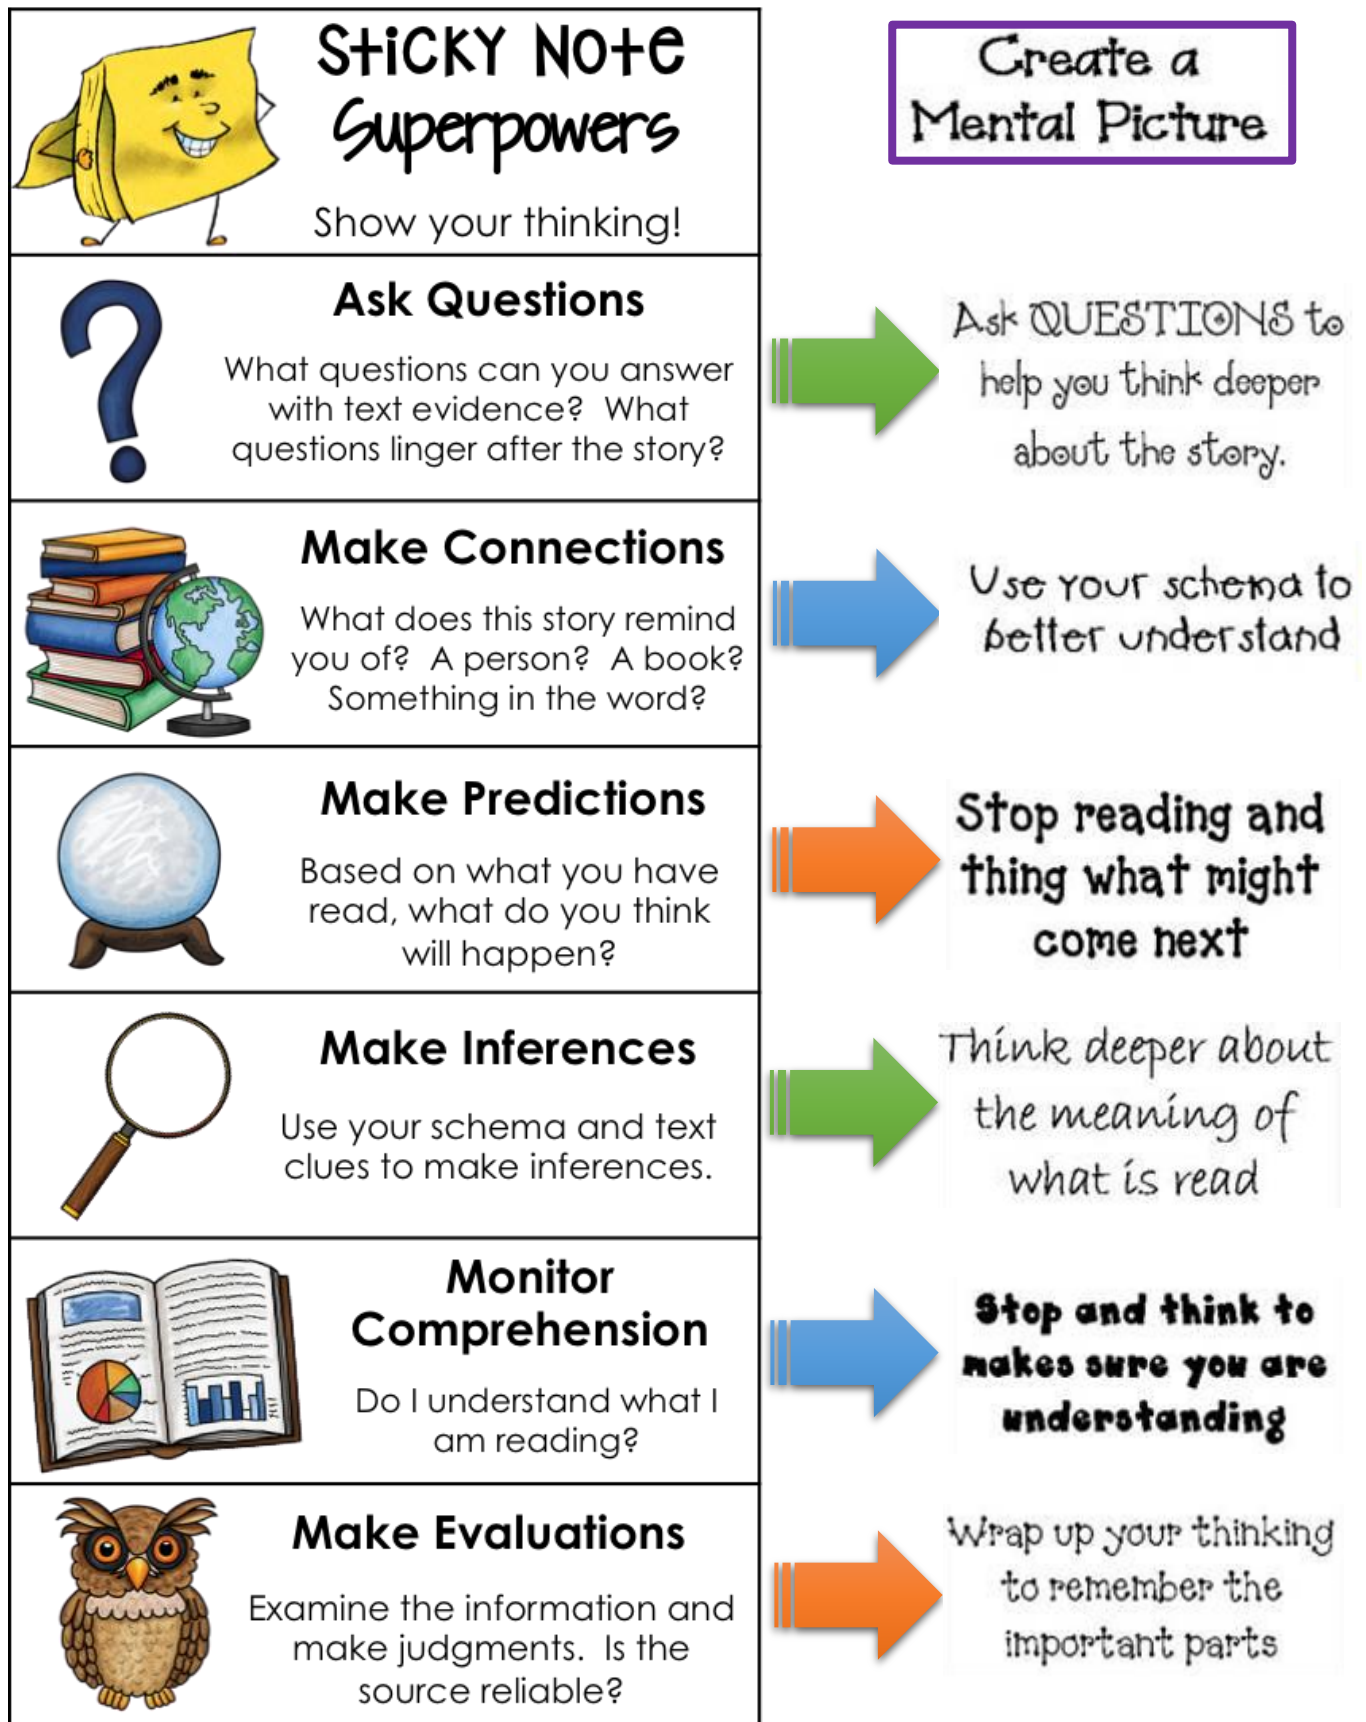 Sticky Note
Superpowers
Show your thinking!
Create a
Mental Picture
Ask Questions
What questions can you answer
with text evidence?  What
questions linger after the story?
Ask QUESTIONS to
help you think deeper
about the story.
Make Connections
What does this story remind
you of?  A person?  A book?
Something in the word?
Use your schema to
better understand
Make Predictions
Based on what you have
read, what do you think
will happen?
Stop reading and
thing what might
come next
Make Inferences
Use your schema and text
clues to make inferences.
Think deeper about
the meaning of
what is read
Monitor
Comprehension
Do I understand what I
am reading?
Stop and think to
makes sure you are
understanding
Make Evaluations
Examine the information and
make judgments.  Is the
source reliable?
Wrap up your thinking
to remember the
important parts